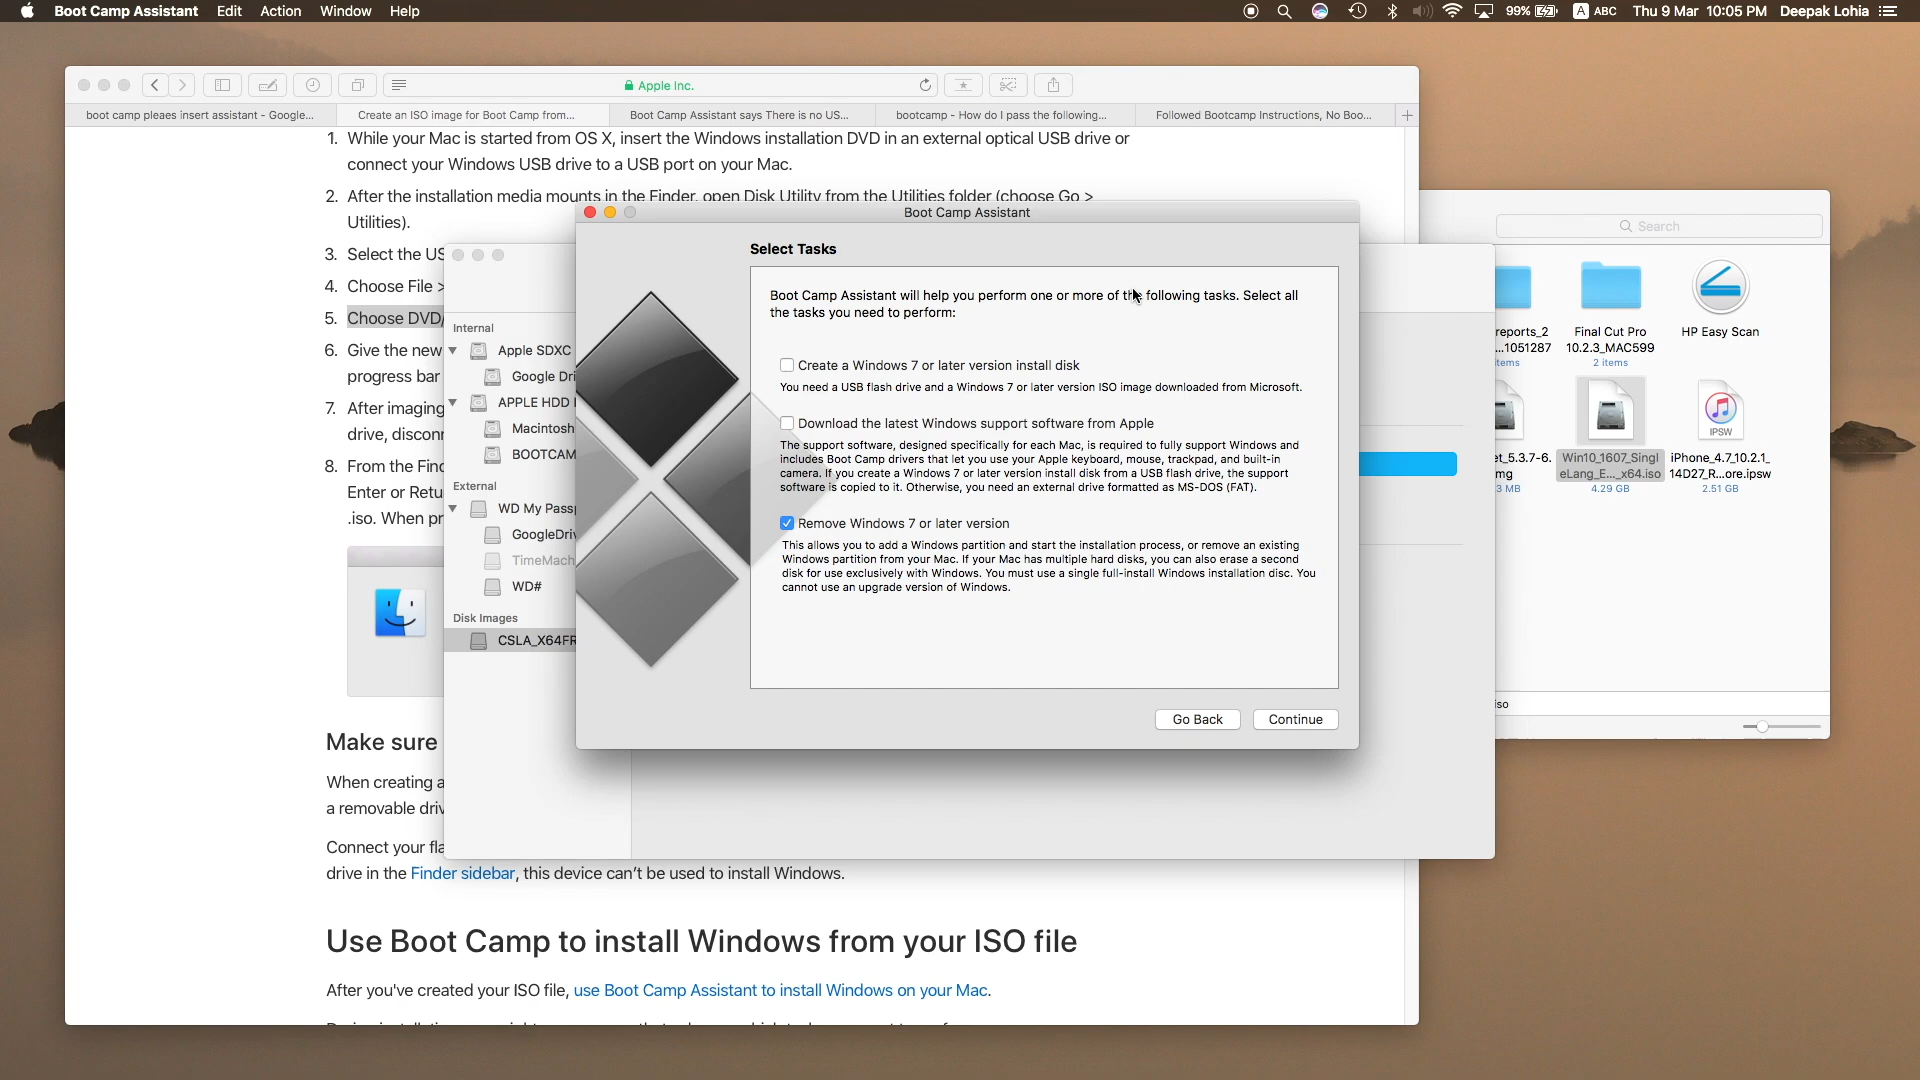 Boot Camp Assistant Edit Action Window Help
99% A ABC Thu 9 Mar 10:05 PM Deepak Lohia
Apple Inc.
boot camp pleaes insert assistant - Google...
Create an ISO image for Boot Camp from...
Boot Camp Assistant says There is no US...
bootcamp - How do I pass the following...
Followed Bootcamp Instructions, No Boo...
1. While your Mac is started from OS X, insert the Windows installation DVD in an external optical USB drive or
connect your Windows USB drive to a USB port on your Mac.
2. After the installation media mounts in the Finder, open Disk Utility from the Utilities folder (choose Go >
Utilities).
3. Select the US
4. Choose File >
5. Choose DVD/
6. Give the new
progress bar
7. After imaging
drive, disconn
8. From the Find
Enter or Retu
.iso. When pr
Make sure
When creating a
a removable driv
Connect your fla
drive in the Finder sidebar, this device can't be used to install Windows.
Use Boot Camp to install Windows from your ISO file
After you've created your ISO file, use Boot Camp Assistant to install Windows on your Mac.
Internal
Apple SDXC
Google Dri
APPLE HDD
Macintosh
BOOTCAM
External
WD My Passp
GoogleDriv
TimeMach
WD#
Disk Images
CSLA_X64FR
Boot Camp Assistant
Select Tasks
Boot Camp Assistant will help you perform one or more of the following tasks. Select all
the tasks you need to perform:
Create a Windows 7 or later version install disk
You need a USB flash drive and a Windows 7 or later version ISO image downloaded from Microsoft.
Download the latest Windows support software from Apple
The support software, designed specifically for each Mac, is required to fully support Windows and
includes Boot Camp drivers that let you use your Apple keyboard, mouse, trackpad, and built-in
camera. If you create a Windows 7 or later version install disk from a USB flash drive, the support
software is copied to it. Otherwise, you need an external drive formatted as MS-DOS (FAT).
Remove Windows 7 or later version
This allows you to add a Windows partition and start the installation process, or remove an existing
Windows partition from your Mac. If your Mac has multiple hard disks, you can also erase a second
disk for use exclusively with Windows. You must use a single full-install Windows installation disc. You
cannot use an upgrade version of Windows.
Go Back
Continue
Search
reports_2
...1051287
items
Final Cut Pro
10.2.3_MAC599
2 items
HP Easy Scan
et_5.3.7-6.
mg
3 MB
Win10_1607_Singl
eLang_E..._x64.iso
4.29 GB
IPSW
iPhone_4.7_10.2.1_
14D27_R...ore.ipsw
2.51 GB
iso